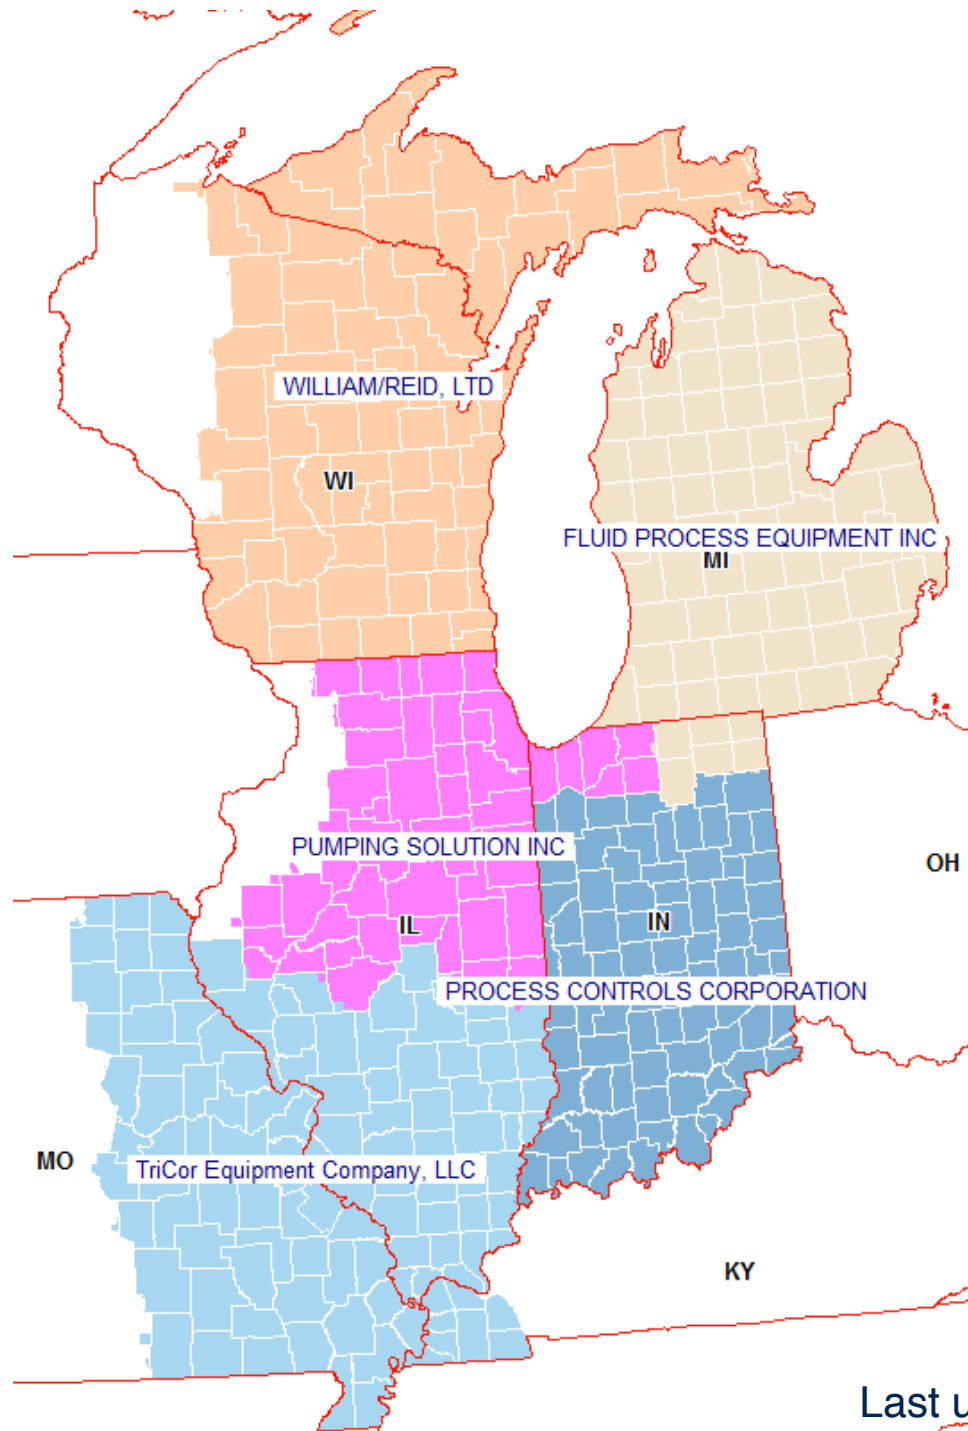 WILLIAM/REID, LTD
WI
FLUID PROCESS EQUIPMENT INC
MI
PUMPING SOLUTION INC
OH
IL
IN
PROCESS CONTROLS CORPORATION
MO
TriCor Equipment Company, LLC
KY
Last u